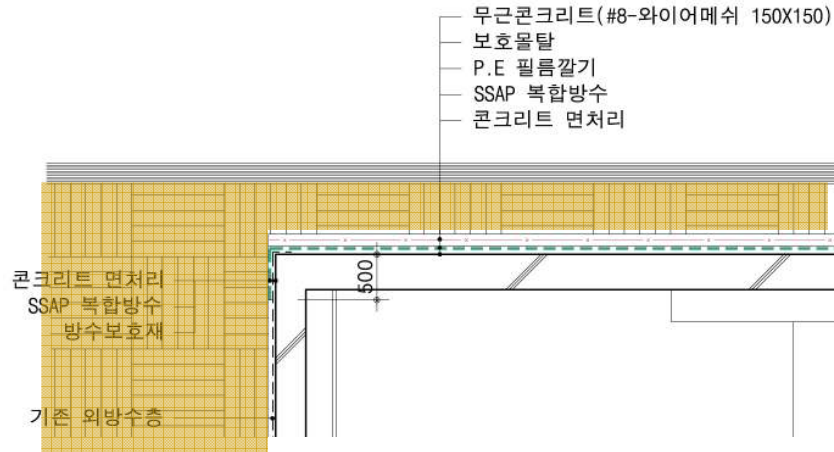 무근콘크리트(#8-와이어메쉬 150X150)
보호몰탈
P.E 필름깔기
SSAP 복합방수
콘크리트 면처리
500
콘크리트 면처리
SSAP 복합방수
방수보호재
기존 외방수층